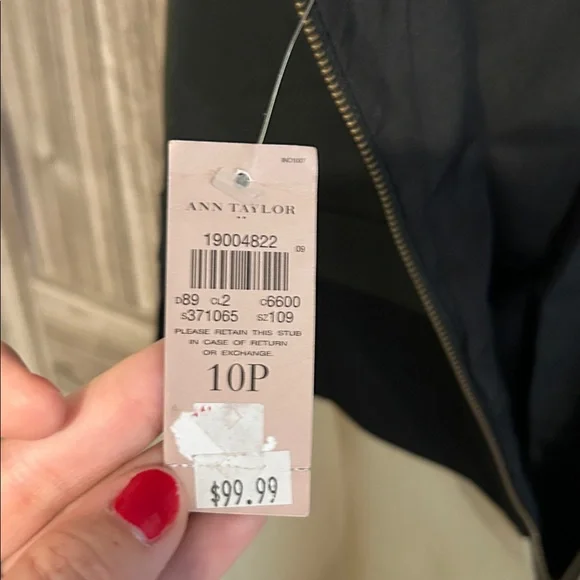 ANN TAYLOR
19004822
09
D89 CL2 C6600
S371065 SZ109
PLEASE RETAIN THIS STUB
IN CASE OF RETURN
OR EXCHANGE.
10P
$99.99